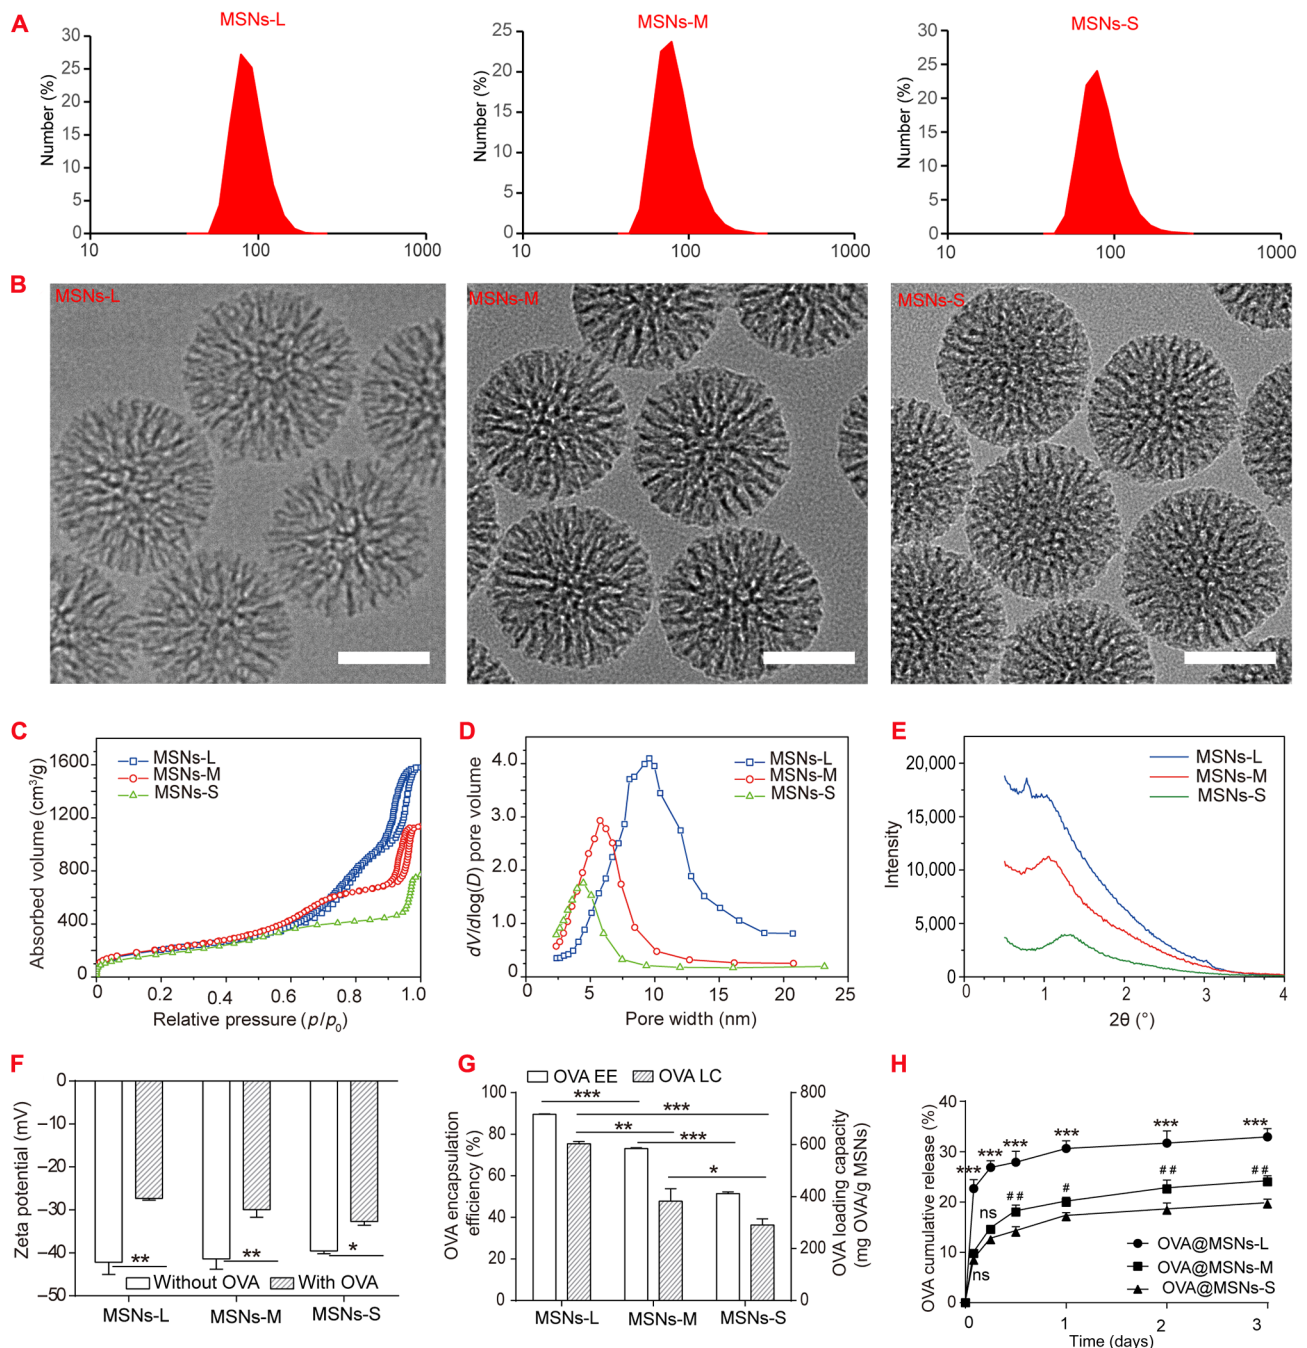 A
MSNs-L
MSNs-M
MSNs-S
Number (%)
30
25
20
15
10
5
0
10
100
1000
Number (%)
25
20
15
10
5
0
10
100
1000
Number (%)
30
25
20
15
10
5
0
10
100
1000
B
MSNs-L
MSNs-M
MSNs-S
C
Absorbed volume (cm³/g)
1600
1200
800
400
0
MSNs-L
MSNs-M
MSNs-S
0
0.2
0.4
0.6
0.8
1.0
Relative pressure (p/p₀)
D
dV/dlog(D) pore volume
4.0
3.0
2.0
1.0
0
MSNs-L
MSNs-M
MSNs-S
0
5
10
15
20
25
Pore width (nm)
E
Intensity
20,000
15,000
10,000
5,000
0
MSNs-L
MSNs-M
MSNs-S
0
1
2
3
4
2θ (°)
F
Zeta potential (mV)
0
−10
−20
−30
−40
−50
**
**
*
Without OVA
With OVA
MSNs-L
MSNs-M
MSNs-S
G
OVA EE
OVA LC
OVA encapsulation
efficiency (%)
100
80
60
40
20
0
***
***
**
***
*
800
600
400
200
0
OVA loading capacity
(mg OVA/g MSNs)
MSNs-L
MSNs-M
MSNs-S
H
OVA cumulative release (%)
40
30
20
10
0
***
***
***
***
***
***
ns
ns
##
#
##
##
OVA@MSNs-L
OVA@MSNs-M
OVA@MSNs-S
0
1
2
3
Time (days)